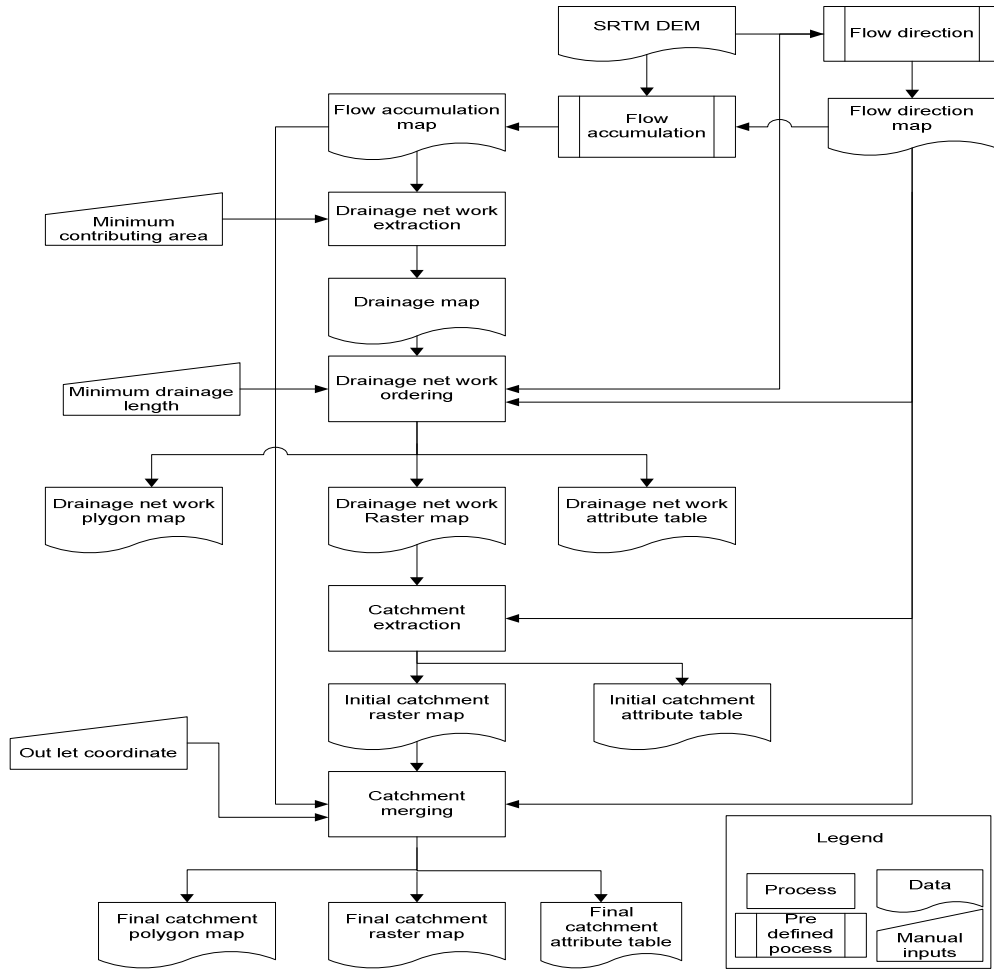 SRTM DEM
Flow direction
Flow accumulation
map
Flow
accumulation
Flow direction
map
Minimum
contributing area
Drainage net work
extraction
Drainage map
Minimum drainage
length
Drainage net work
ordering
Drainage net work
plygon map
Drainage net work
Raster map
Drainage net work
attribute table
Catchment
extraction
Initial catchment
raster map
Initial catchment
attribute table
Out let coordinate
Catchment
merging
Final catchment
polygon map
Final catchment
raster map
Final
catchment
attribute table
Legend
Process
Data
Pre
defined
pocess
Manual
inputs